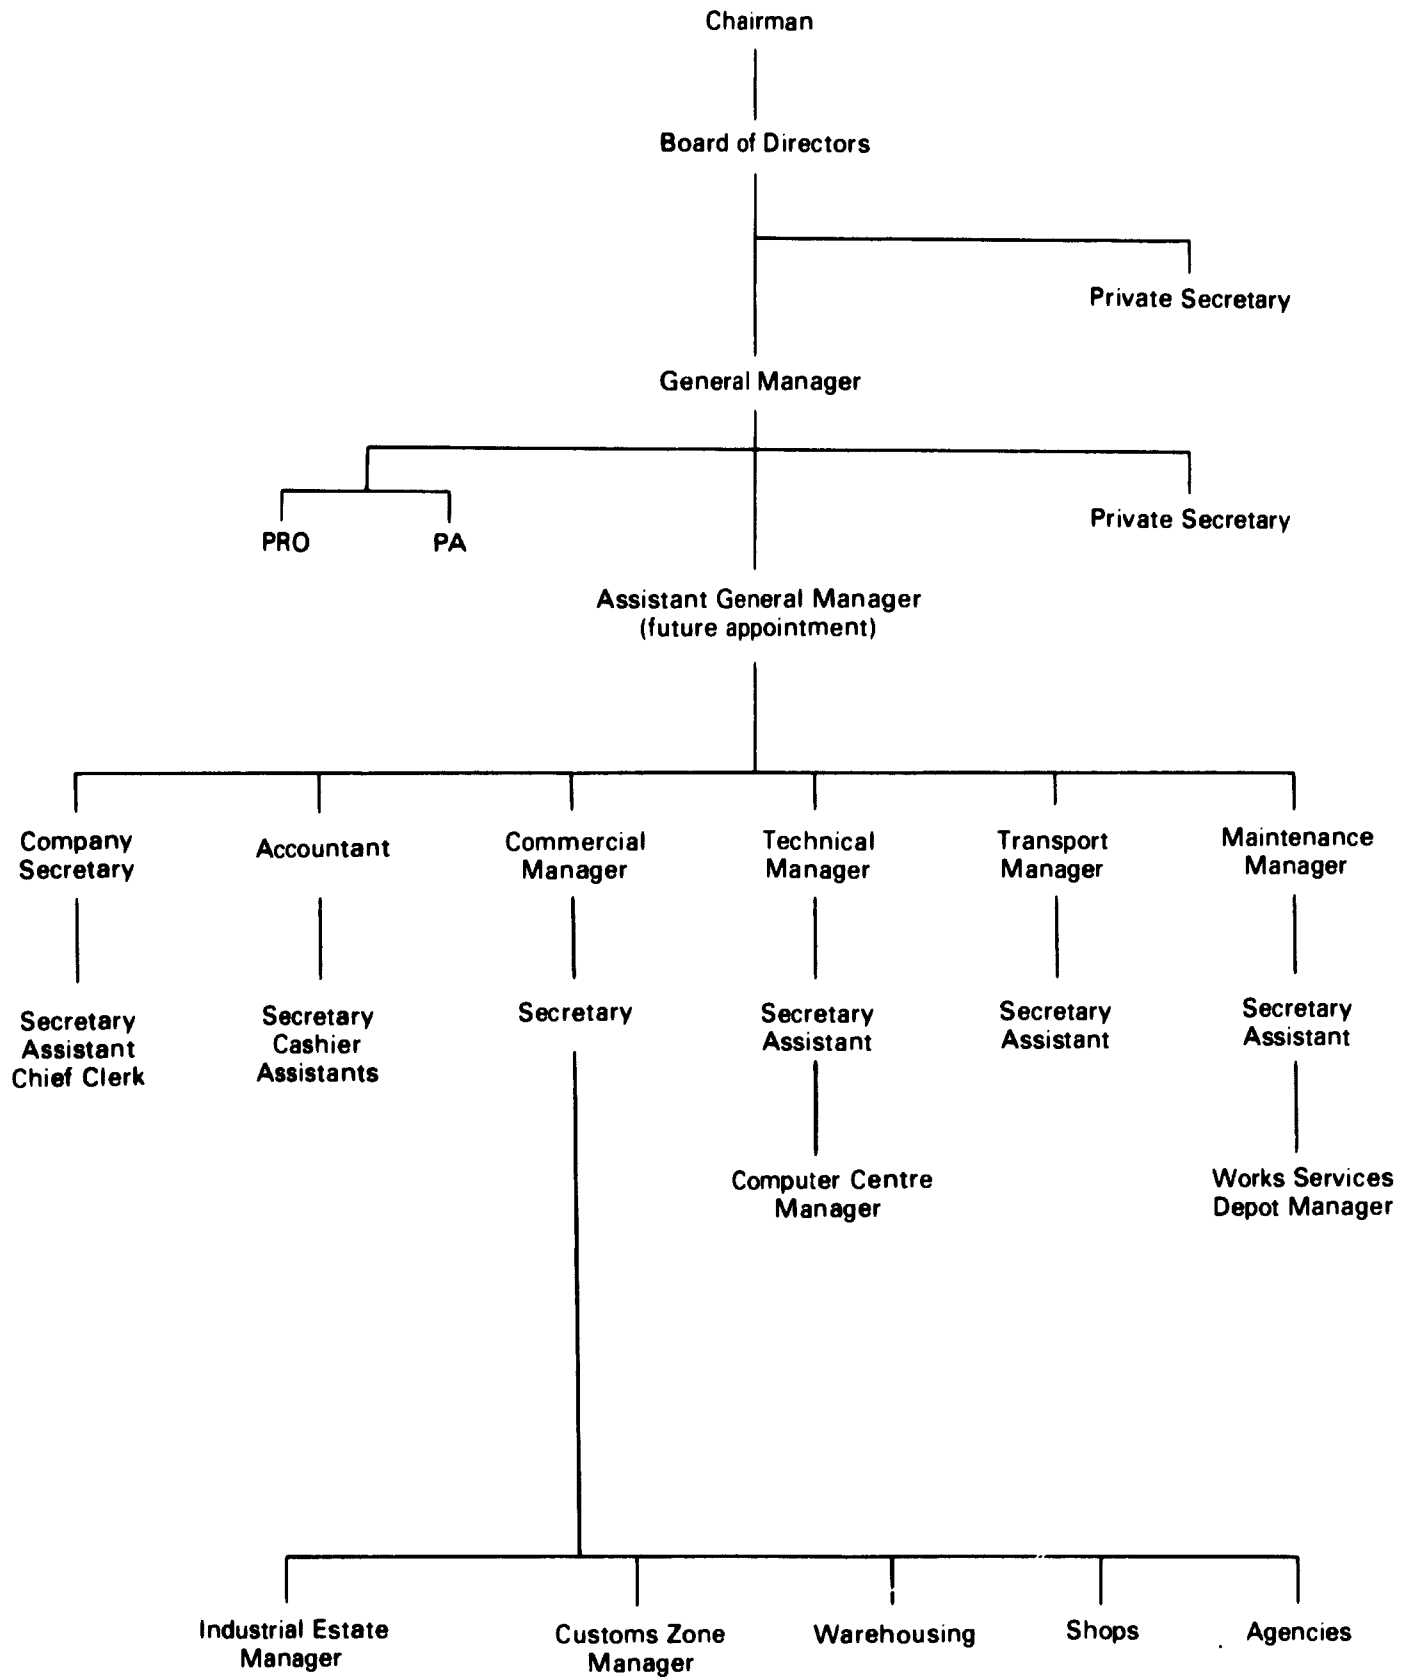 Chairman
Board of Directors
Private Secretary
General Manager
PRO
PA
Private Secretary
Assistant General Manager
(future appointment)
Company
Secretary
Accountant
Commercial
Manager
Technical
Manager
Transport
Manager
Maintenance
Manager
Secretary
Assistant
Chief Clerk
Secretary
Cashier
Assistants
Secretary
Secretary
Assistant
Secretary
Assistant
Secretary
Assistant
Computer Centre
Manager
Works Services
Depot Manager
Industrial Estate
Manager
Customs Zone
Manager
Warehousing
Shops
Agencies